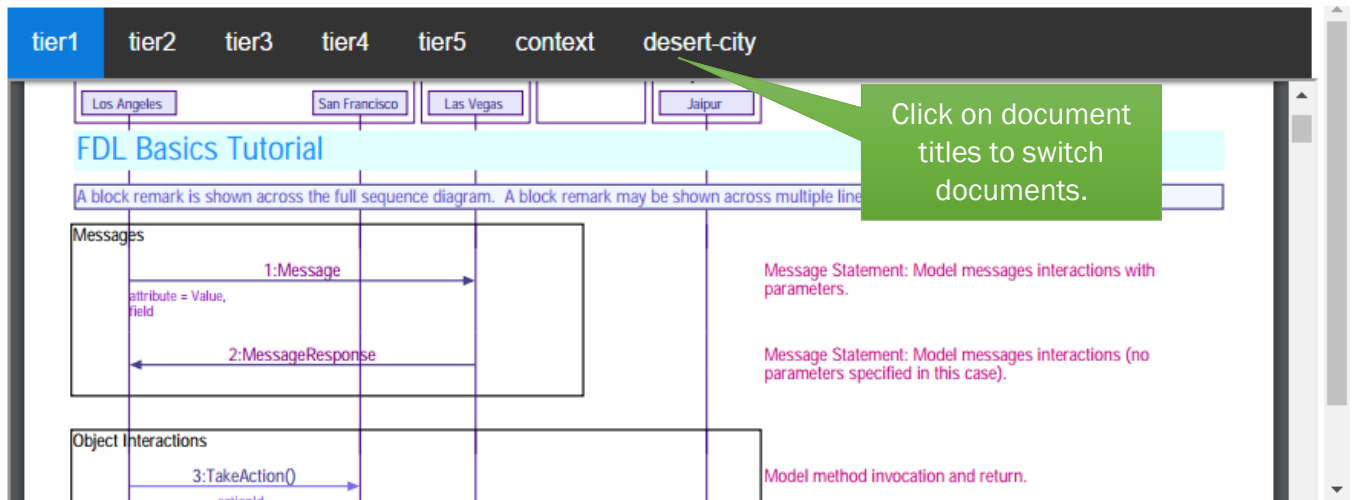 tier1 tier2 tier3 tier4 tier5 context desert-city
Los Angeles San Francisco Las Vegas Jaipur
Click on document
titles to switch
documents.
FDL Basics Tutorial
A block remark is shown across the full sequence diagram. A block remark may be shown across multiple line
Messages
1:Message
attribute = Value,
field
Message Statement: Model messages interactions with
parameters.
2:MessageResponse
Message Statement: Model messages interactions (no
parameters specified in this case).
Object Interactions
3:TakeAction()
Model method invocation and return.